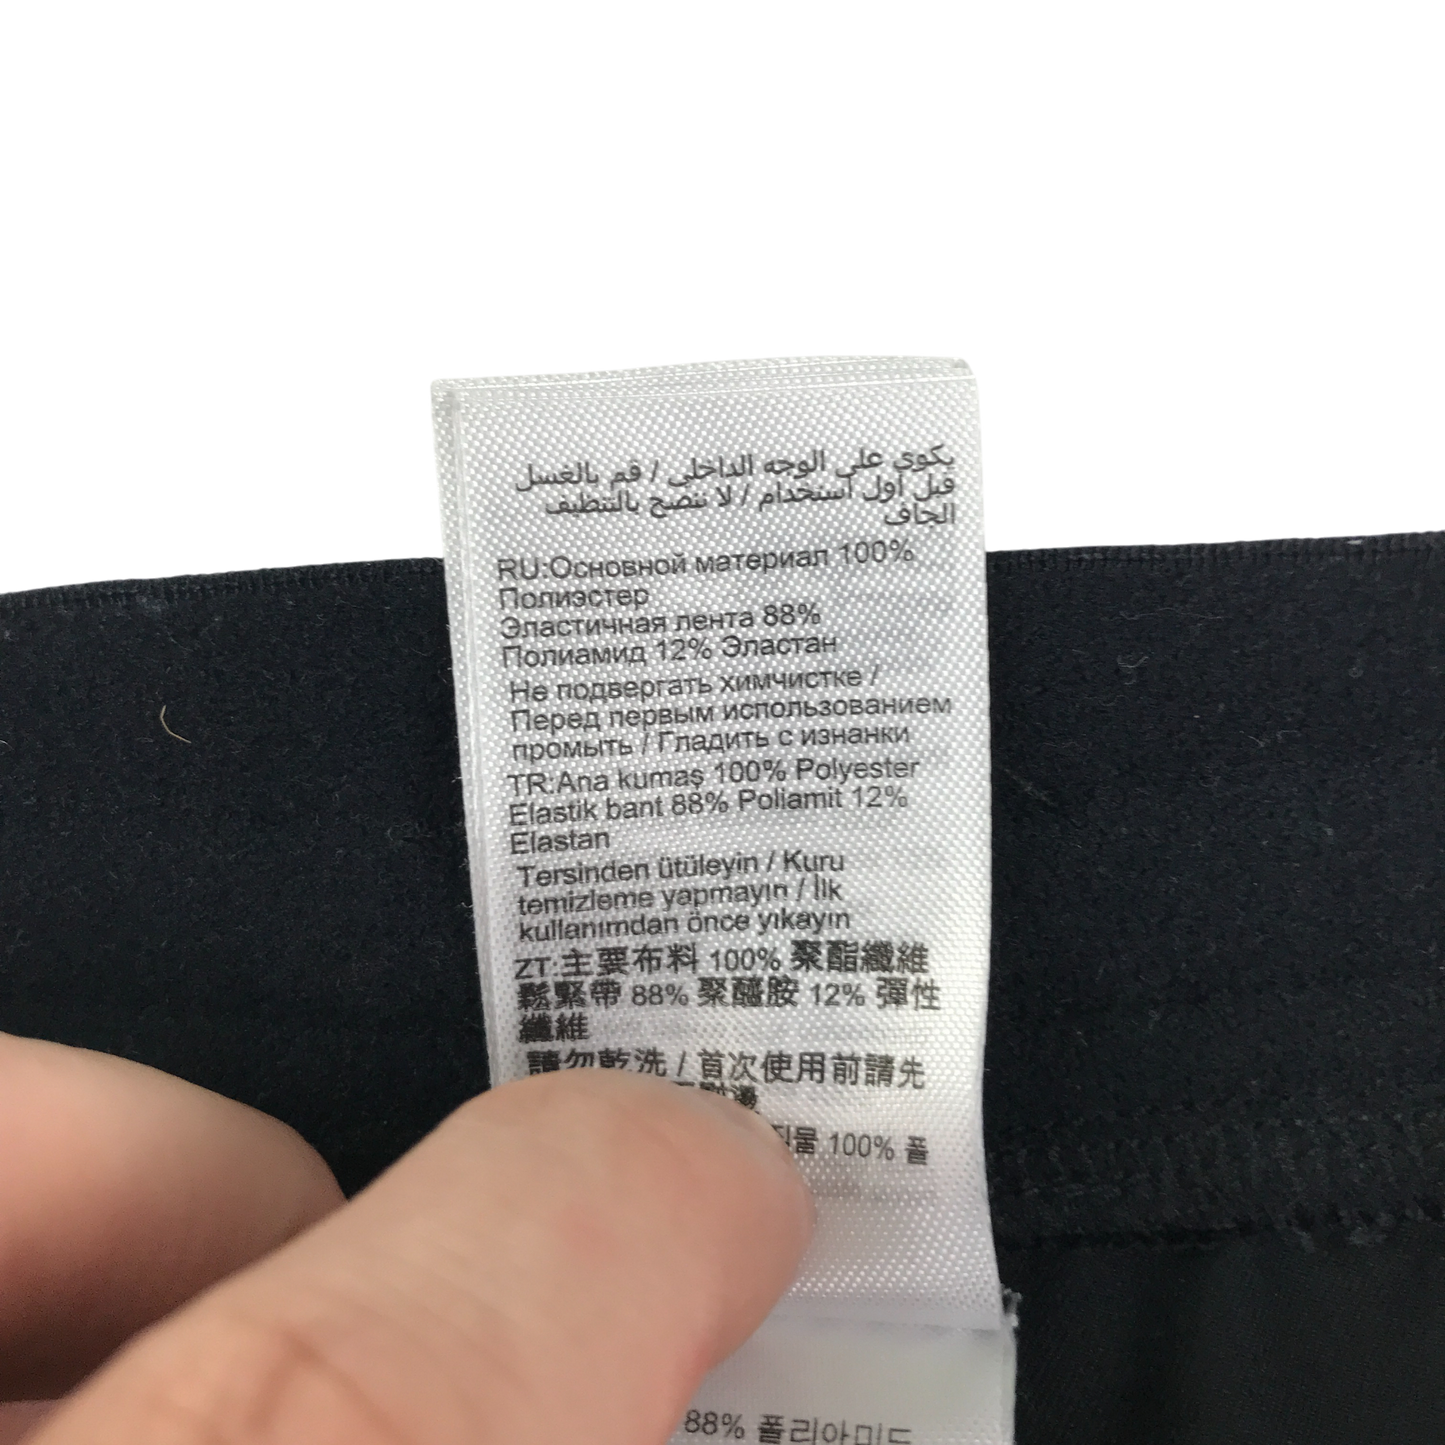 يكوى على الوجه الداخلي / قم بالغسل
قبل أول استخدام / لا ننصح بالتنظيف
الجاف
RU:Основной материал 100%
Полиэстер
Эластичная лента 88%
Полиамид 12% Эластан
Не подвергать химчистке /
Перед первым использованием
промыть / Гладить с изнанки
TR:Ana kumaş 100% Polyester
Elastik bant 88% Poliamit 12%
Elastan
Tersinden ütüleyin / Kuru
temizleme yapmayın / İlk
kullanımdan önce yıkayın
ZT:主要布料 100% 聚酯纖維
鬆緊帶 88% 聚醯胺 12% 彈性
纖維
請勿乾洗 / 首次使用前請先
100% 폴
88% 폴리아미드